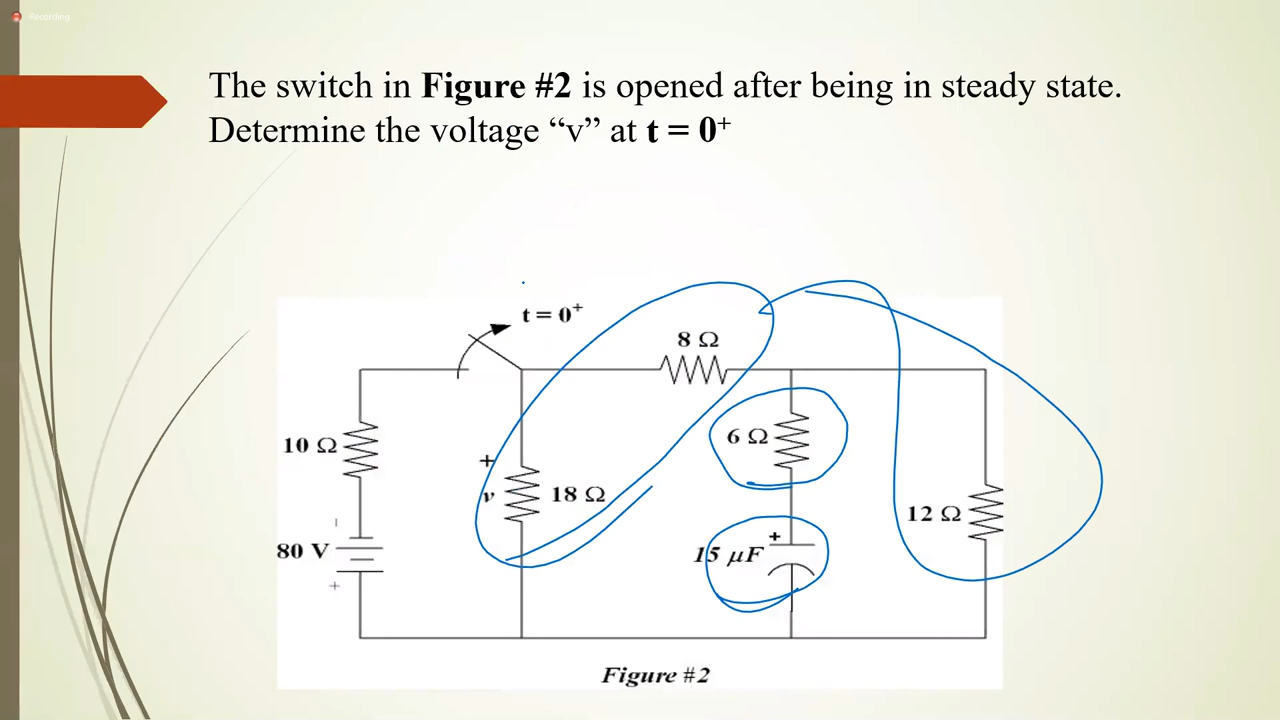 Recording
The switch in Figure #2 is opened after being in steady state.
Determine the voltage “v” at t = 0⁺
t = 0⁺
8 Ω
10 Ω
+
6 Ω
v
18 Ω
12 Ω
+
80 V
15 μF
+
Figure #2